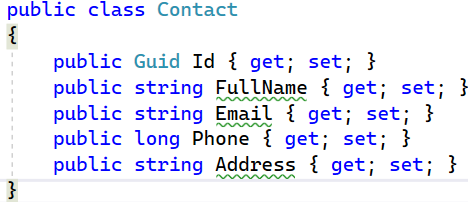 public class Contact
{
public Guid Id { get; set; }
public string FullName { get; set; }
public string Email { get; set; }
public long Phone { get; set; }
public string Address { get; set; }
}